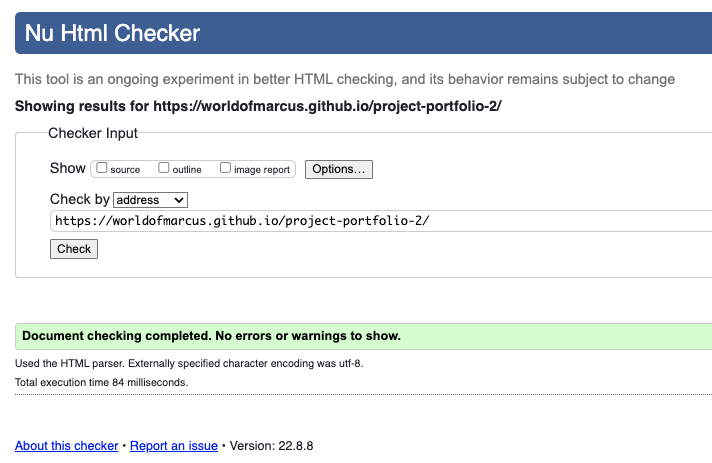 Nu Html Checker
This tool is an ongoing experiment in better HTML checking, and its behavior remains subject to change
Showing results for https://worldofmarcus.github.io/project-portfolio-2/
Checker Input
Show source outline image report Options...
Check by address
https://worldofmarcus.github.io/project-portfolio-2/
Check
Document checking completed. No errors or warnings to show.
Used the HTML parser. Externally specified character encoding was utf-8.
Total execution time 84 milliseconds.
About this checker • Report an issue • Version: 22.8.8